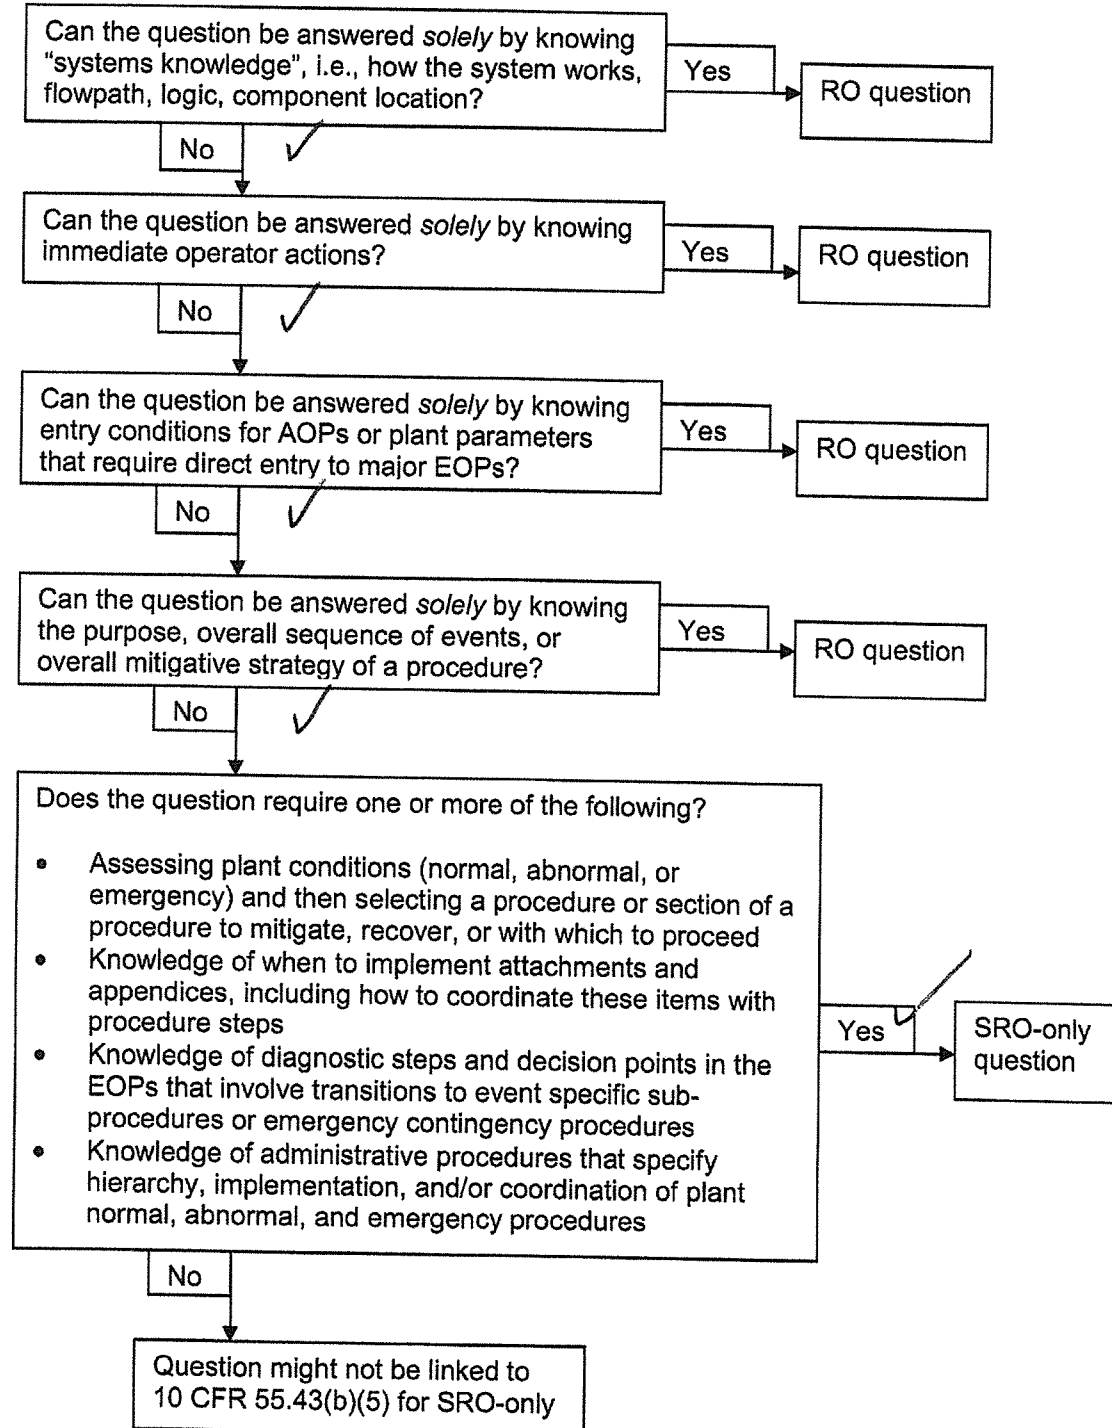 Can the question be answered solely by knowing
"systems knowledge", i.e., how the system works,
flowpath, logic, component location?
Yes
RO question
No
Can the question be answered solely by knowing
immediate operator actions?
Yes
RO question
No
Can the question be answered solely by knowing
entry conditions for AOPs or plant parameters
that require direct entry to major EOPs?
Yes
RO question
No
Can the question be answered solely by knowing
the purpose, overall sequence of events, or
overall mitigative strategy of a procedure?
Yes
RO question
No
Does the question require one or more of the following?
• Assessing plant conditions (normal, abnormal, or
emergency) and then selecting a procedure or section of a
procedure to mitigate, recover, or with which to proceed
• Knowledge of when to implement attachments and
appendices, including how to coordinate these items with
procedure steps
• Knowledge of diagnostic steps and decision points in the
EOPs that involve transitions to event specific sub-
procedures or emergency contingency procedures
• Knowledge of administrative procedures that specify
hierarchy, implementation, and/or coordination of plant
normal, abnormal, and emergency procedures
Yes
SRO-only
question
No
Question might not be linked to
10 CFR 55.43(b)(5) for SRO-only